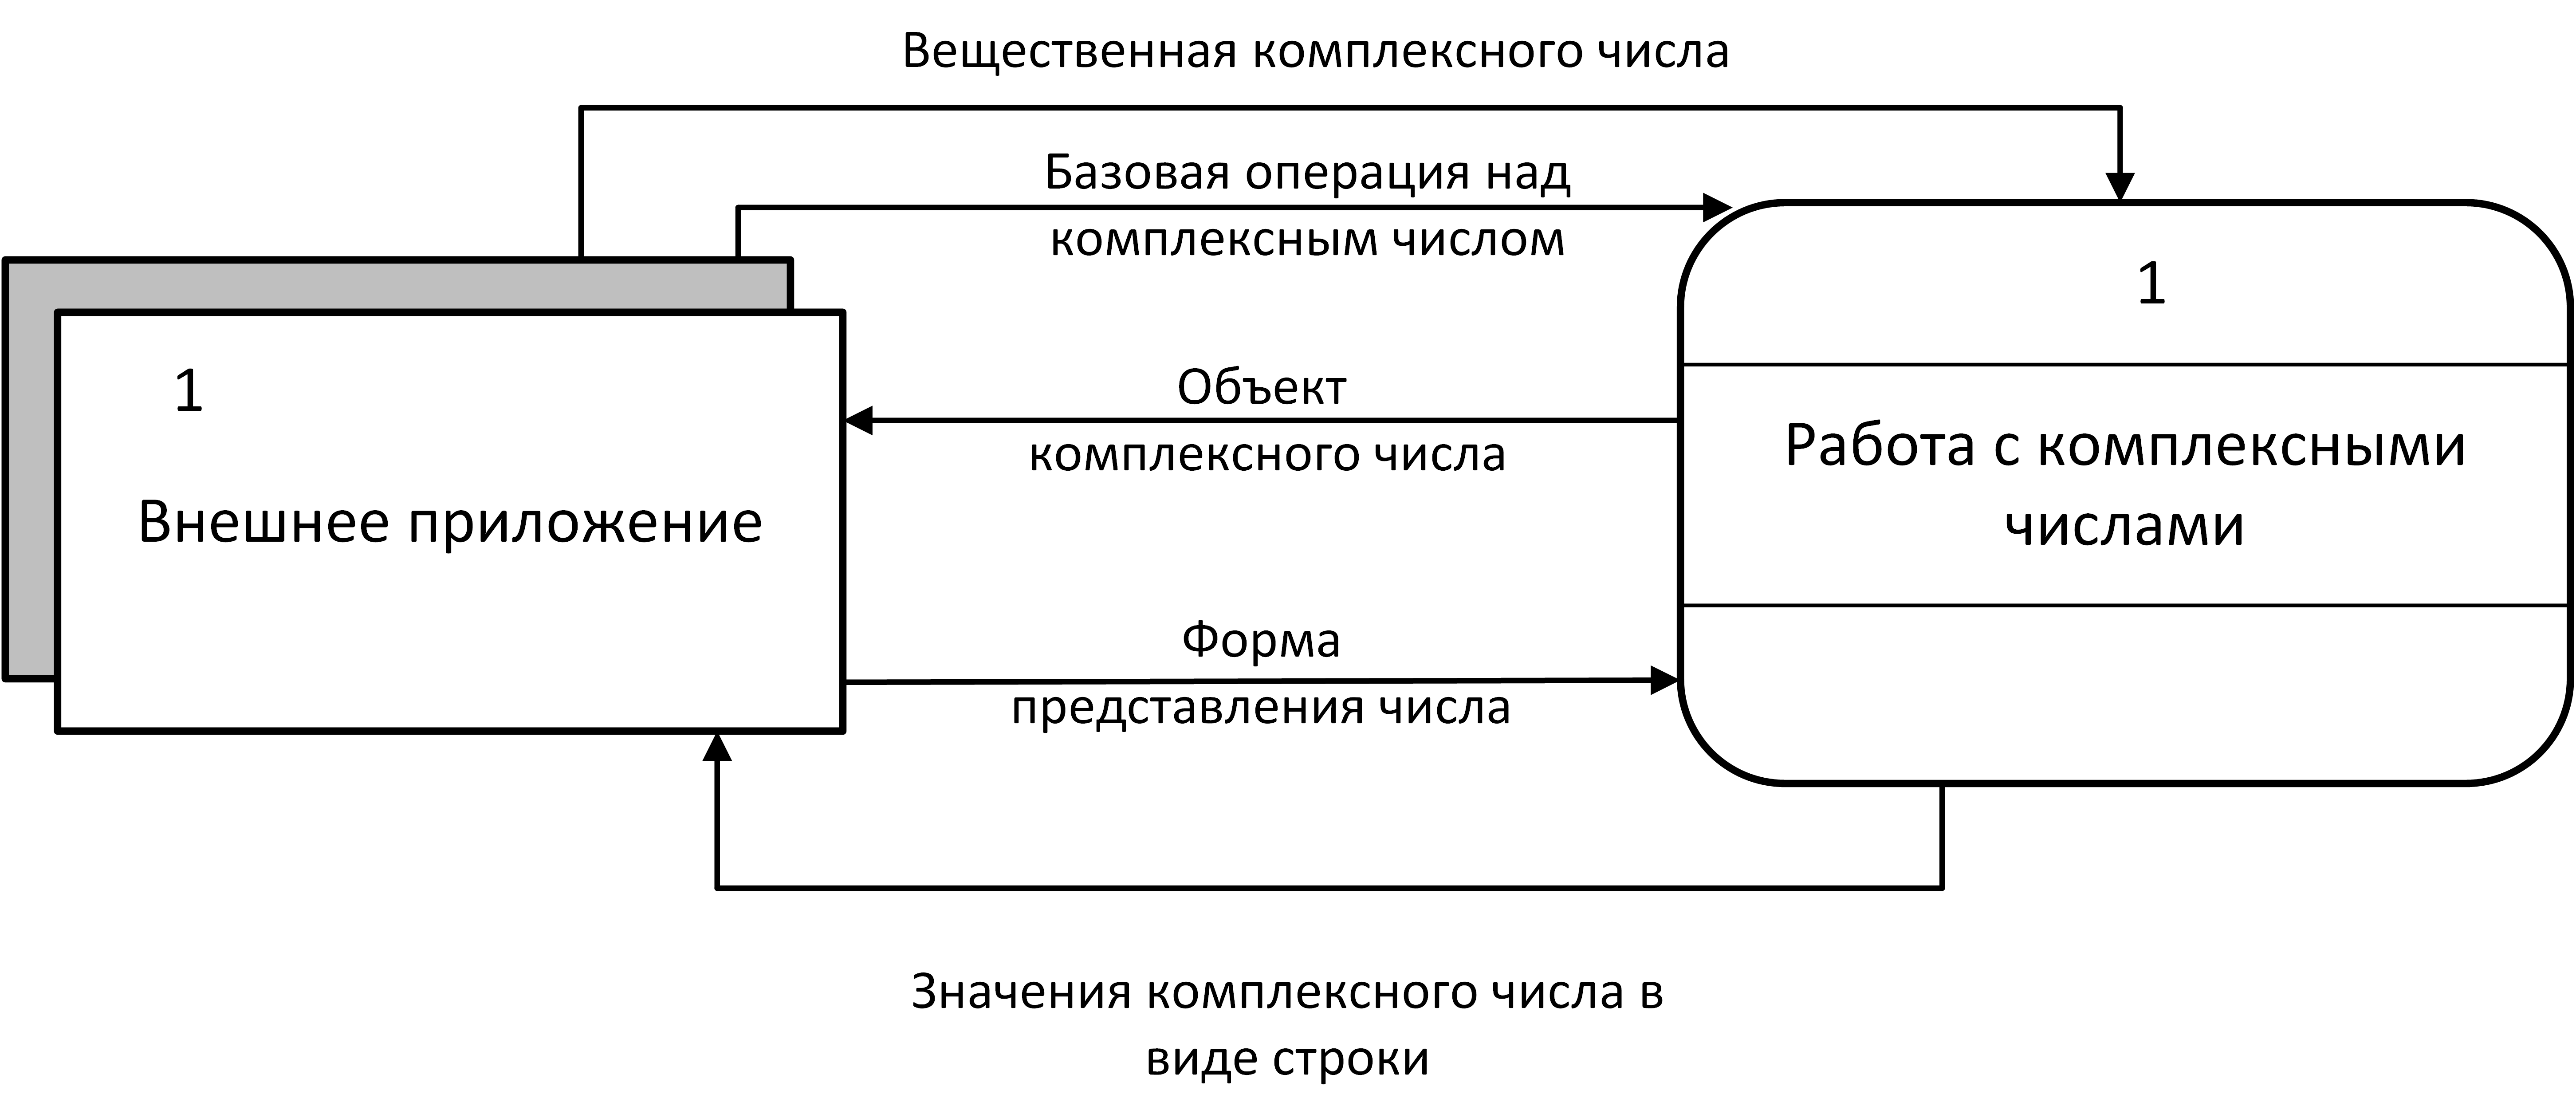 Вещественная комплексного числа
Базовая операция над
комплексным числом
1
Внешнее приложение
Объект
комплексного числа
Форма
представления числа
1
Работа с комплексными
числами
Значения комплексного числа в
виде строки